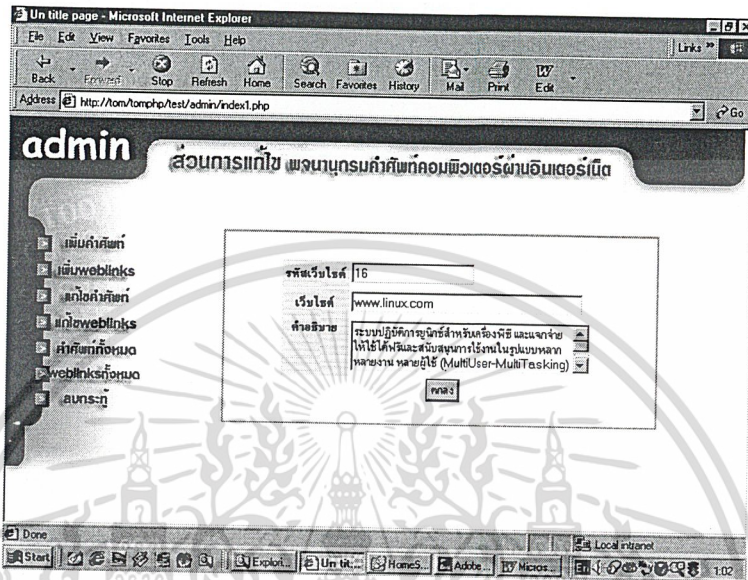 Un title page - Microsoft Internet Explorer
File Edit View Favorites Tools Help
Links »
Back Forward Stop Refresh Home Search Favorites History Mail Print Edit
Address http://tom/tomphp/test/admin/index1.php Go
admin
ส่วนการแก้ไข พจนานุกรมคำศัพท์คอมพิวเตอร์ผ่านอินเตอร์เน็ต
เพิ่มคำศัพท์
เพิ่มweblinks
แก้ไขคำศัพท์
แก้ไขweblinks
คำศัพท์ทั้งหมด
weblinksทั้งหมด
ลบกระทู้
รหัสเว็บไซต์ 16
เว็บไซต์ www.linux.com
คำอธิบาย ระบบปฏิบัติการยูนิกซ์สำหรับเครื่องพีซี และแจกจ่าย
ให้ใช้ได้ฟรีและสนับสนุนการใช้งานในรูปแบบหลาก
หลายงาน หลายผู้ใช้ (MultiUser-MultiTasking)
ตกลง
Done Local intranet
Start Explori... Un tit... HomeS... Adobe... Micros... 1:02